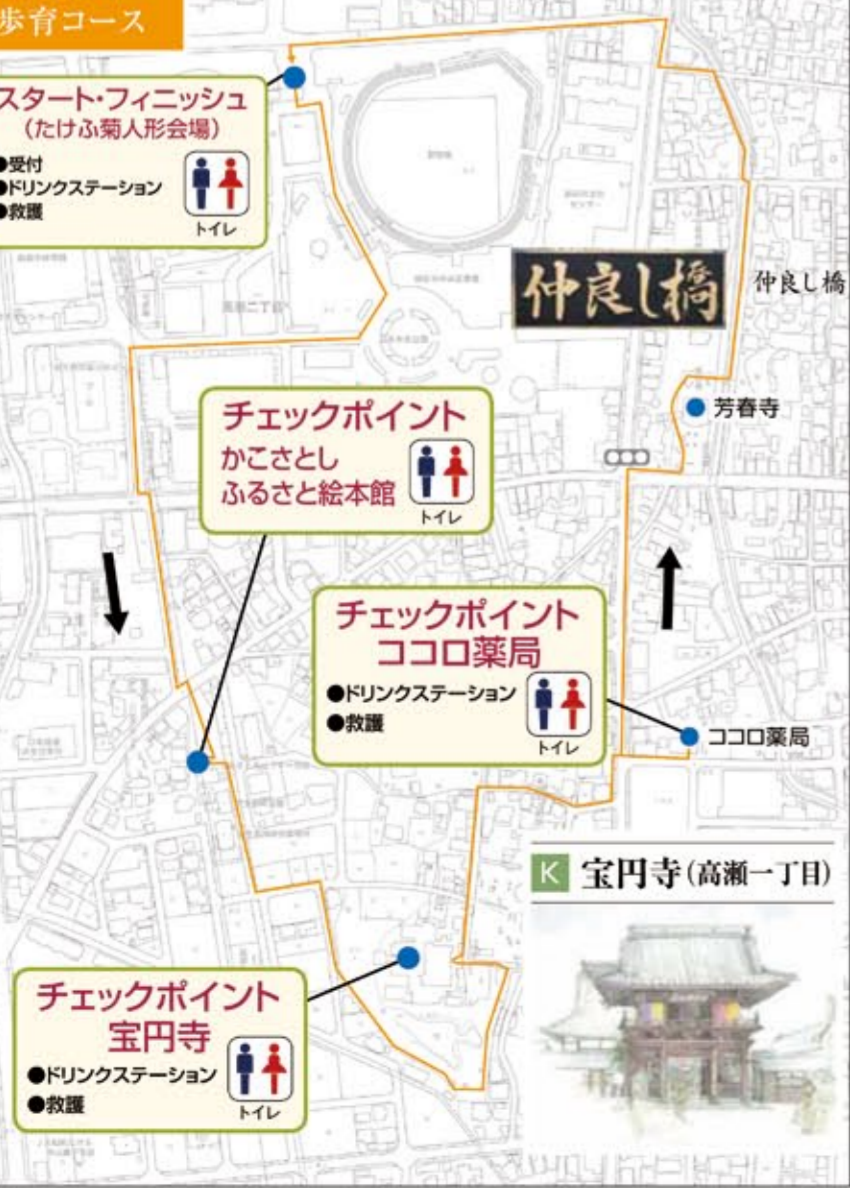 歩育コース
スタート・フィニッシュ
(たけふ菊人形会場)
●受付
●ドリンクステーション
●救護
トイレ
仲良し橋
仲良し橋
芳春寺
チェックポイント
かこさとし
ふるさと絵本館
トイレ
チェックポイント
ココロ薬局
●ドリンクステーション
●救護
トイレ
ココロ薬局
K 宝円寺(高瀬一丁目)
チェックポイント
宝円寺
●ドリンクステーション
●救護
トイレ